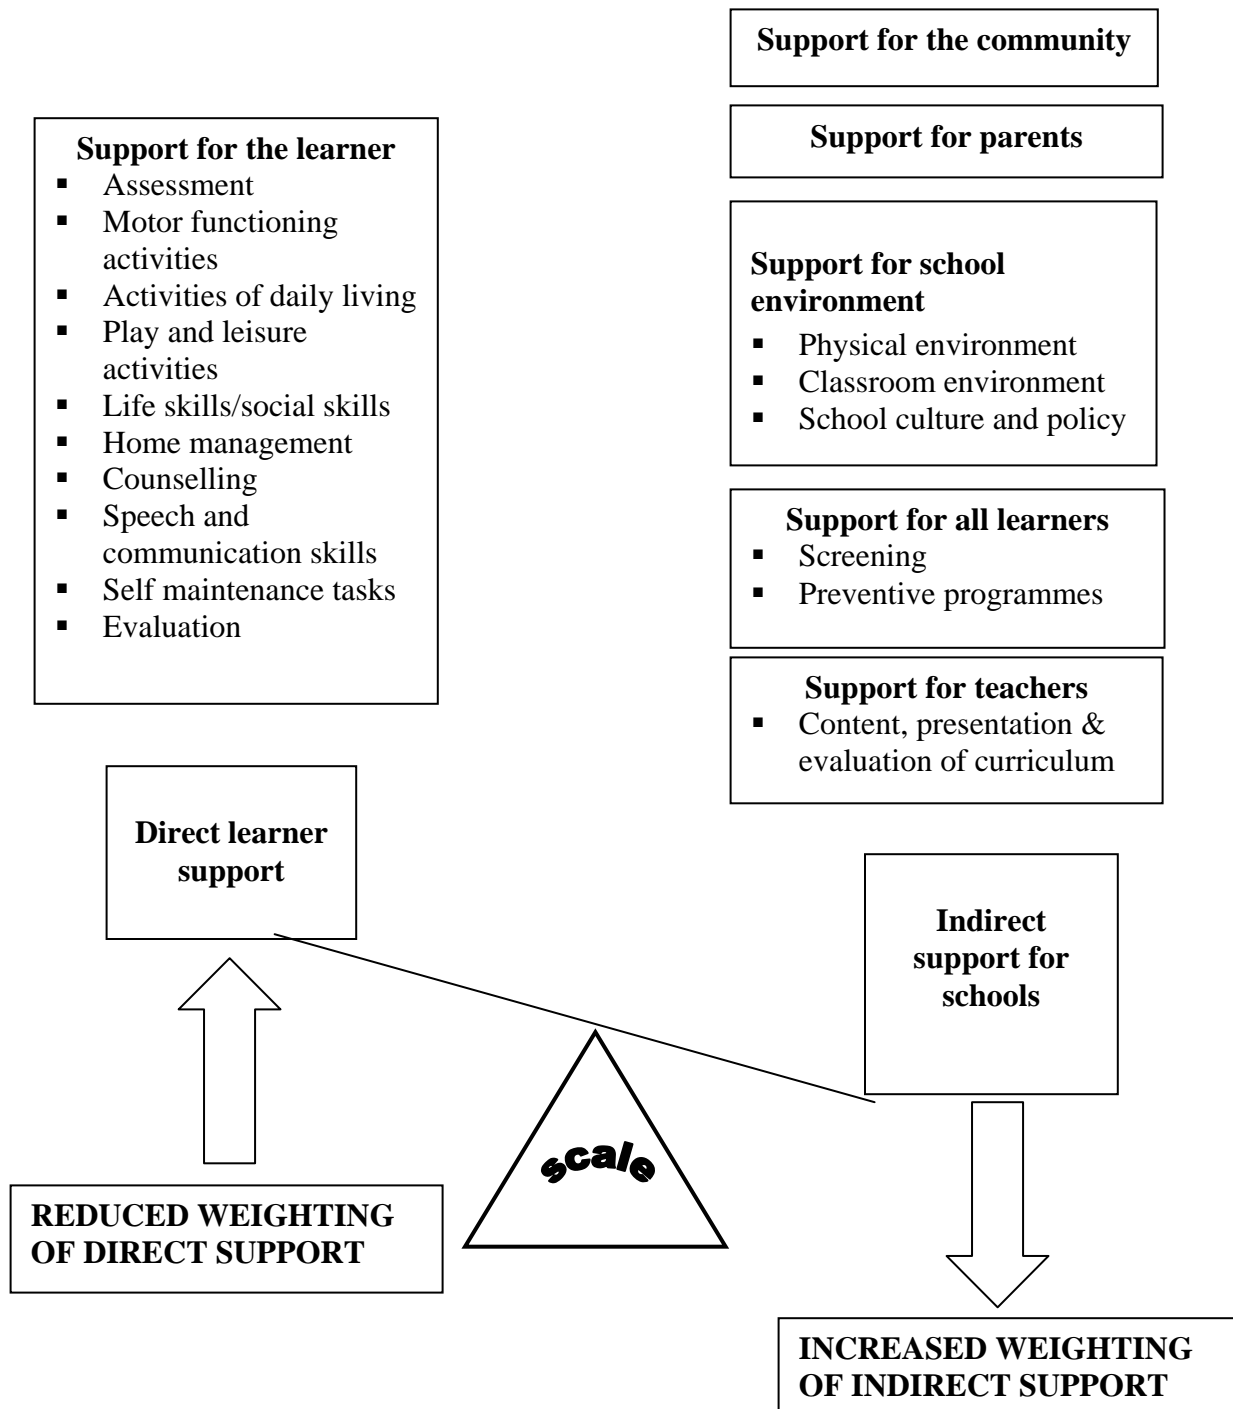 Support for the community
Support for parents
Support for the learner
▪ Assessment
▪ Motor functioning
activities
▪ Activities of daily living
▪ Play and leisure
activities
▪ Life skills/social skills
▪ Home management
▪ Counselling
▪ Speech and
communication skills
▪ Self maintenance tasks
▪ Evaluation
Support for school
environment
▪ Physical environment
▪ Classroom environment
▪ School culture and policy
Support for all learners
▪ Screening
▪ Preventive programmes
Support for teachers
▪ Content, presentation &
evaluation of curriculum
Direct learner
support
Indirect
support for
schools
scale
REDUCED WEIGHTING
OF DIRECT SUPPORT
INCREASED WEIGHTING
OF INDIRECT SUPPORT